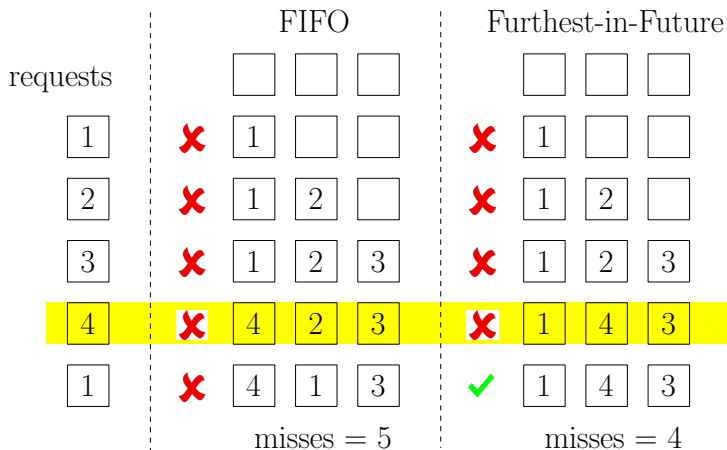 FIFO Furthest-in-Future
requests
1 1 1
2 1 2 1 2
3 1 2 3 1 2 3
4 4 2 3 1 4 3
1 4 1 3 1 4 3
misses = 5 misses = 4